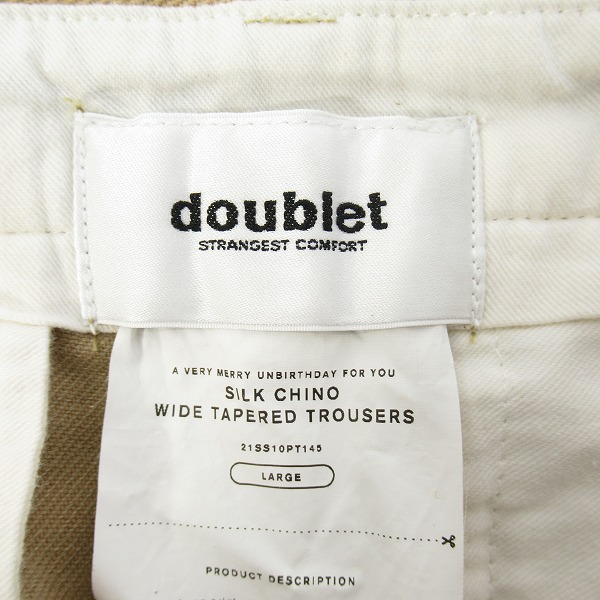 doublet
STRANGEST COMFORT
A VERY MERRY UNBIRTHDAY FOR YOU
SILK CHINO
WIDE TAPERED TROUSERS
21SS10PT145
LARGE
PRODUCT DESCRIPTION